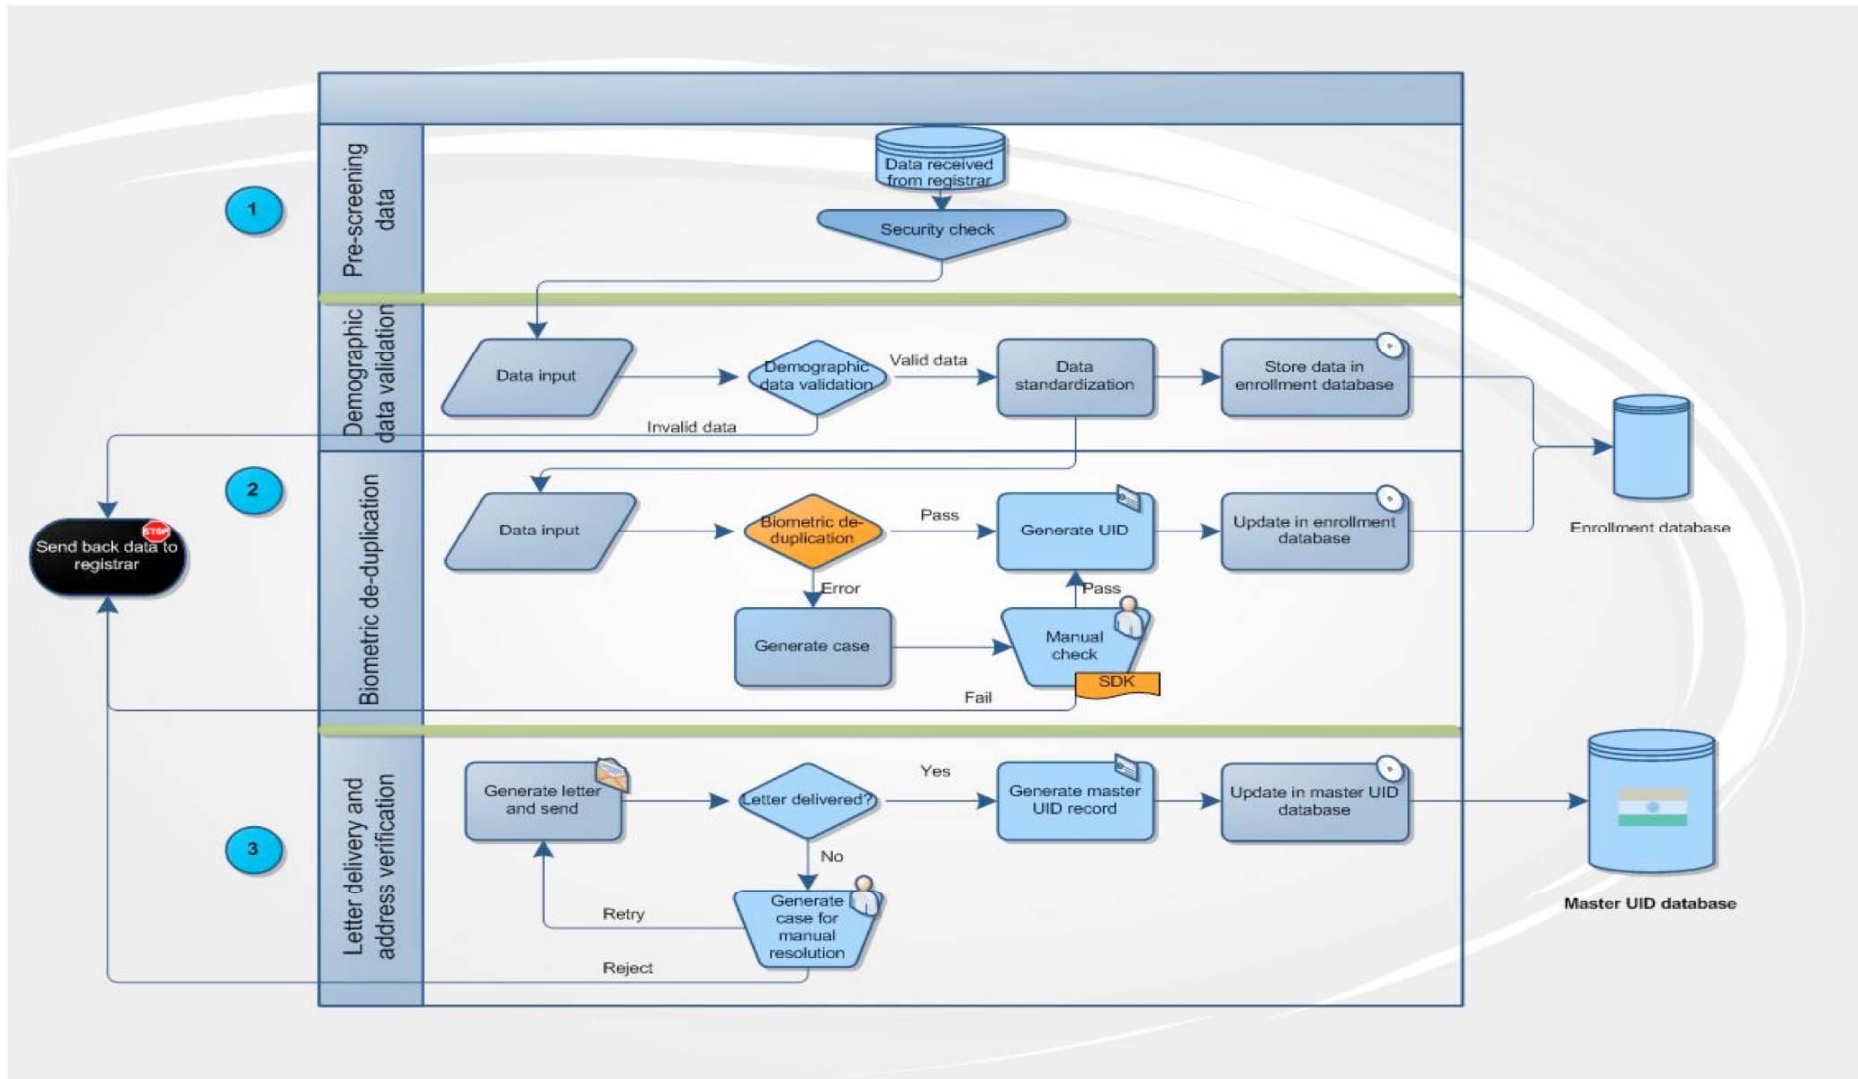 1
Pre-screening
data
Data received
from registrar
Security check
Demographic
data validation
Data input
Demographic
data validation
Valid data
Data
standardization
Store data in
enrollment database
Invalid data
2
Enrollment database
STOP
Send back data to
registrar
Biometric de-duplication
Data input
Biometric de-
duplication
Pass
Generate UID
Update in enrollment
database
Error
Pass
Generate case
Manual
check
SDK
Fail
3
Letter delivery and
address verification
Generate letter
and send
Letter delivered?
Yes
Generate master
UID record
Update in master UID
database
No
Retry
Generate
case for
manual
resolution
Reject
Master UID database